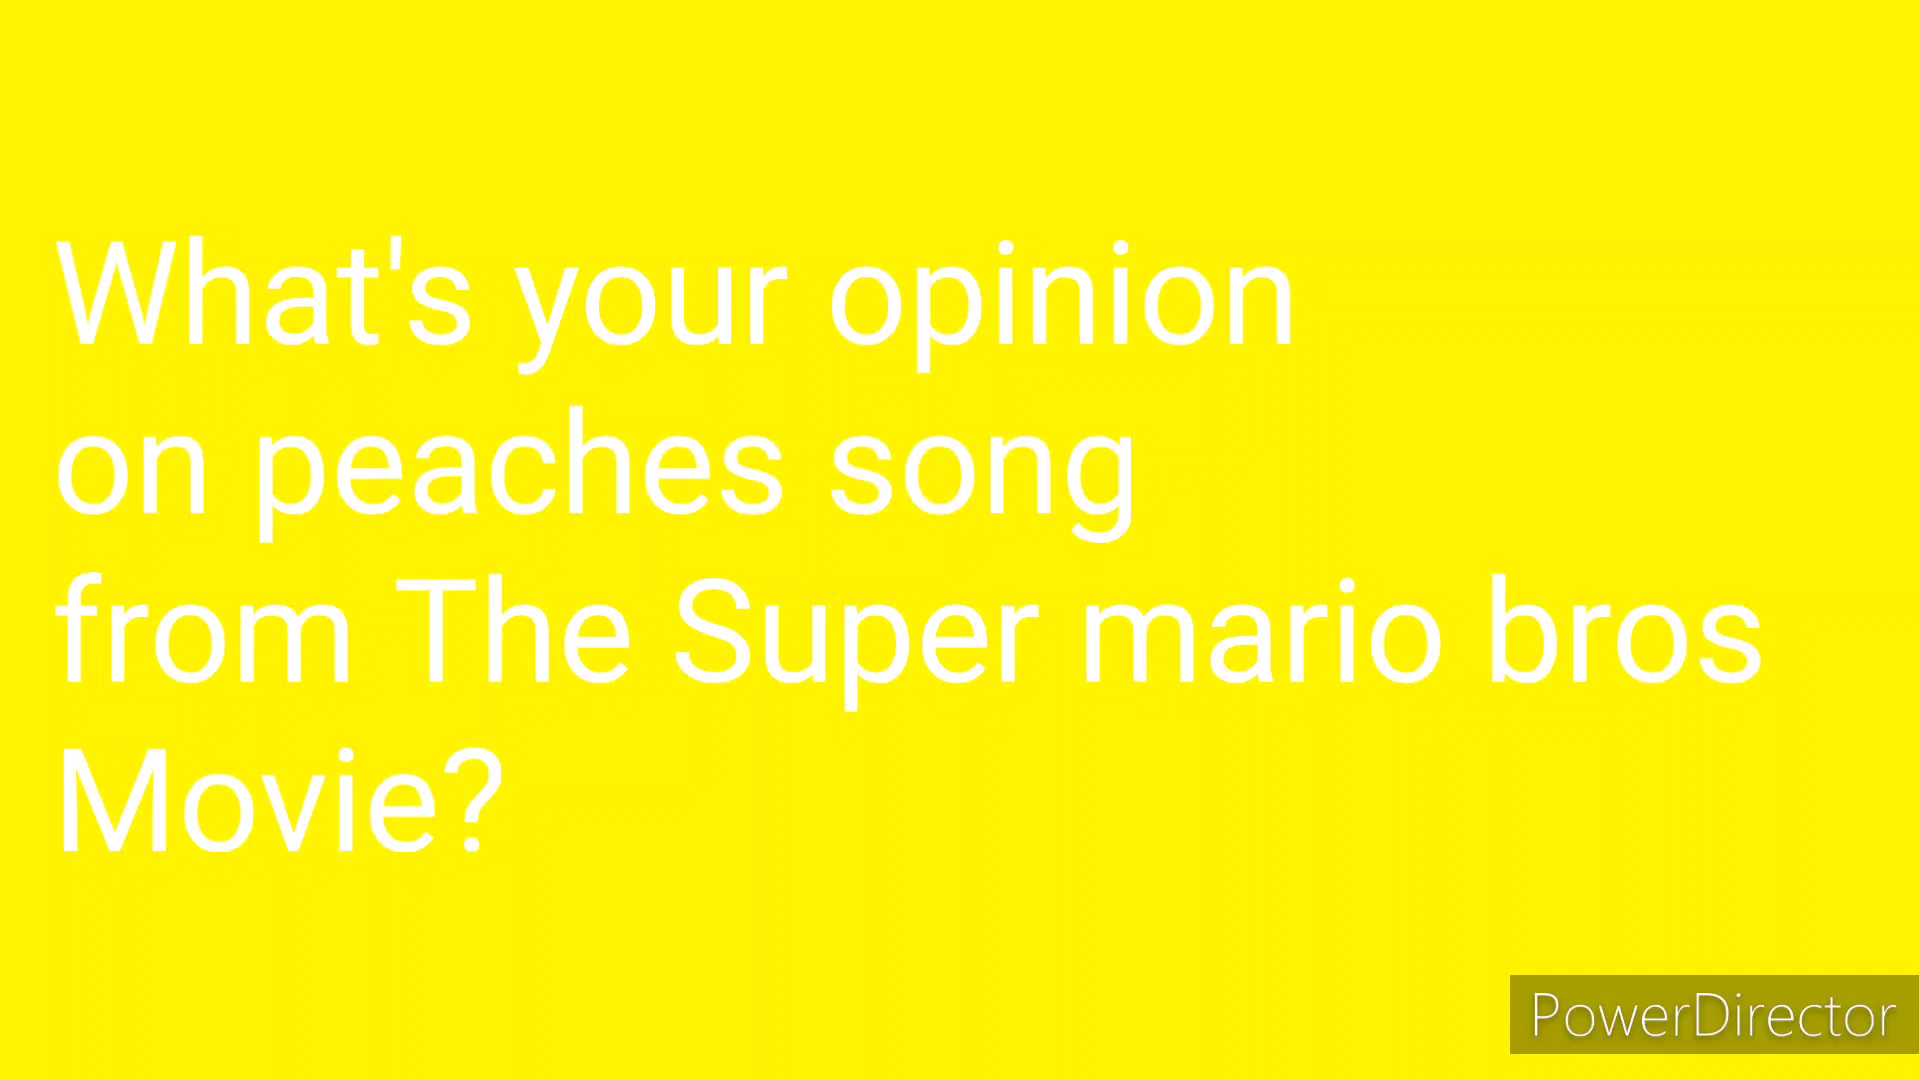 What's your opinion
on peaches song
from The Super mario bros
Movie?
PowerDirector